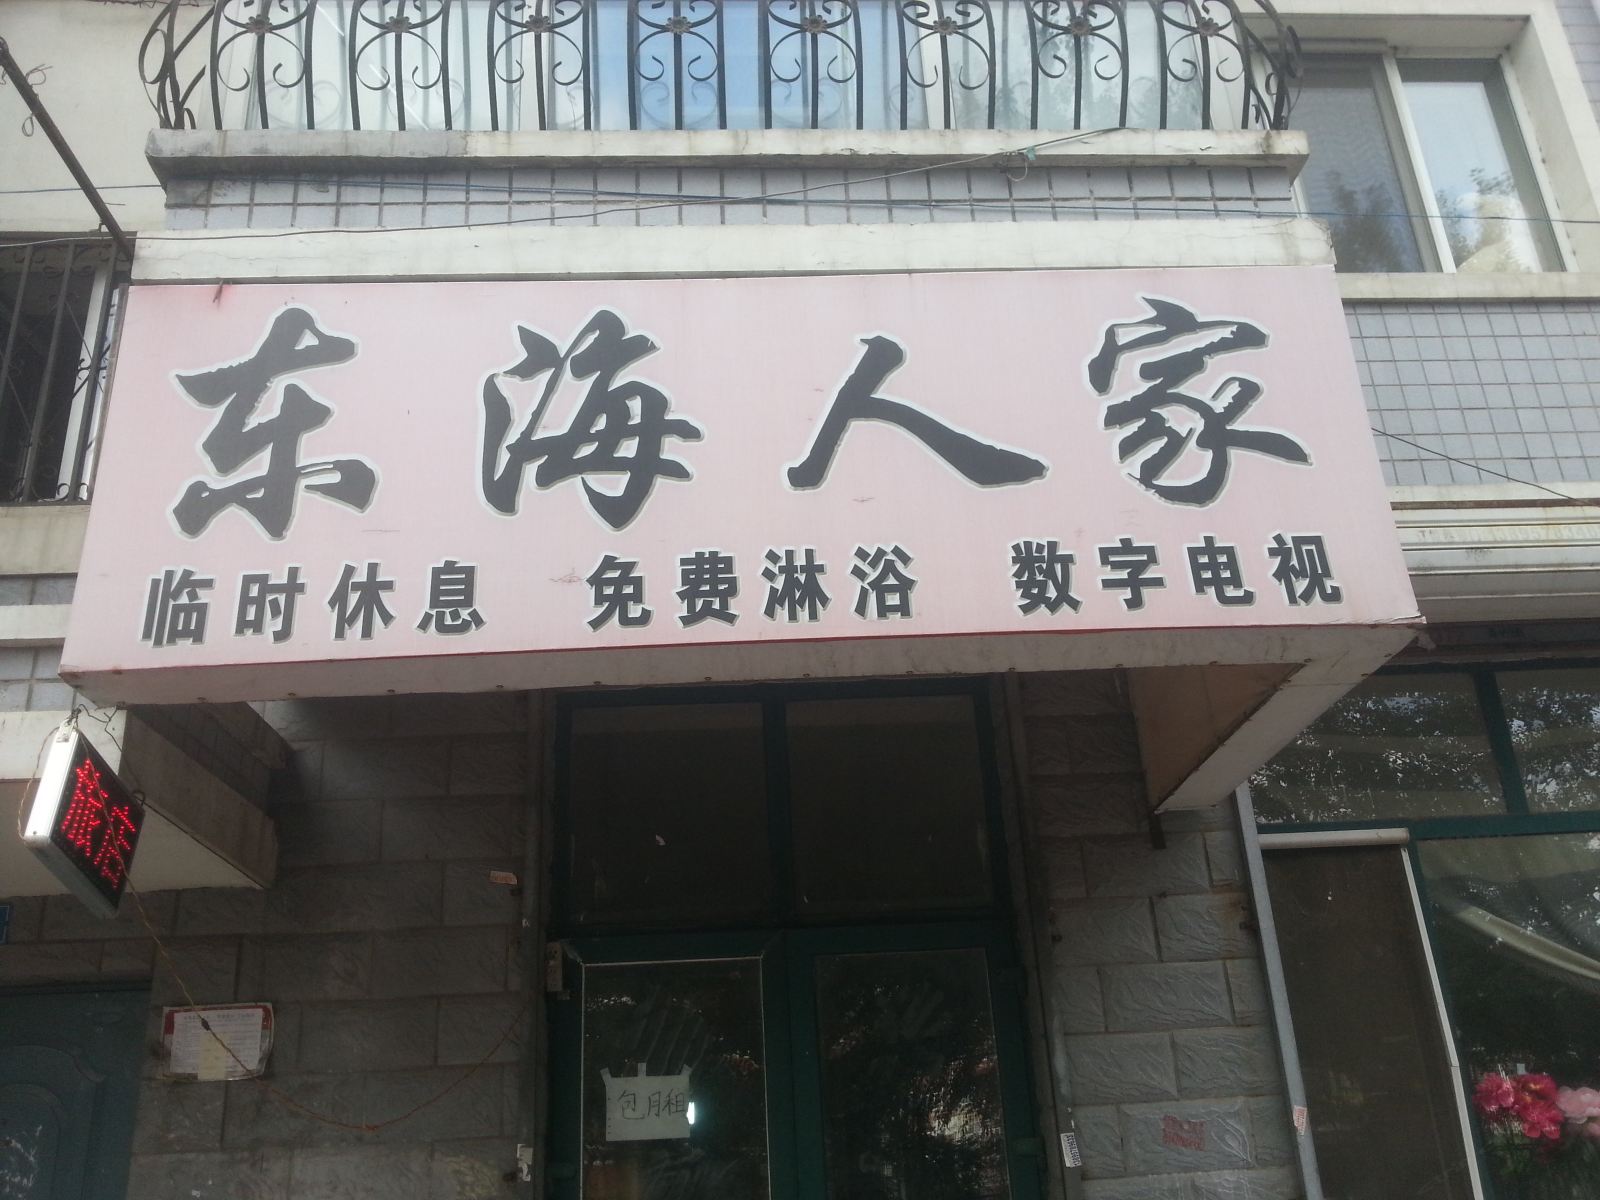 东海人家
临时休息 免费淋浴 数字电视
旅店
包月租